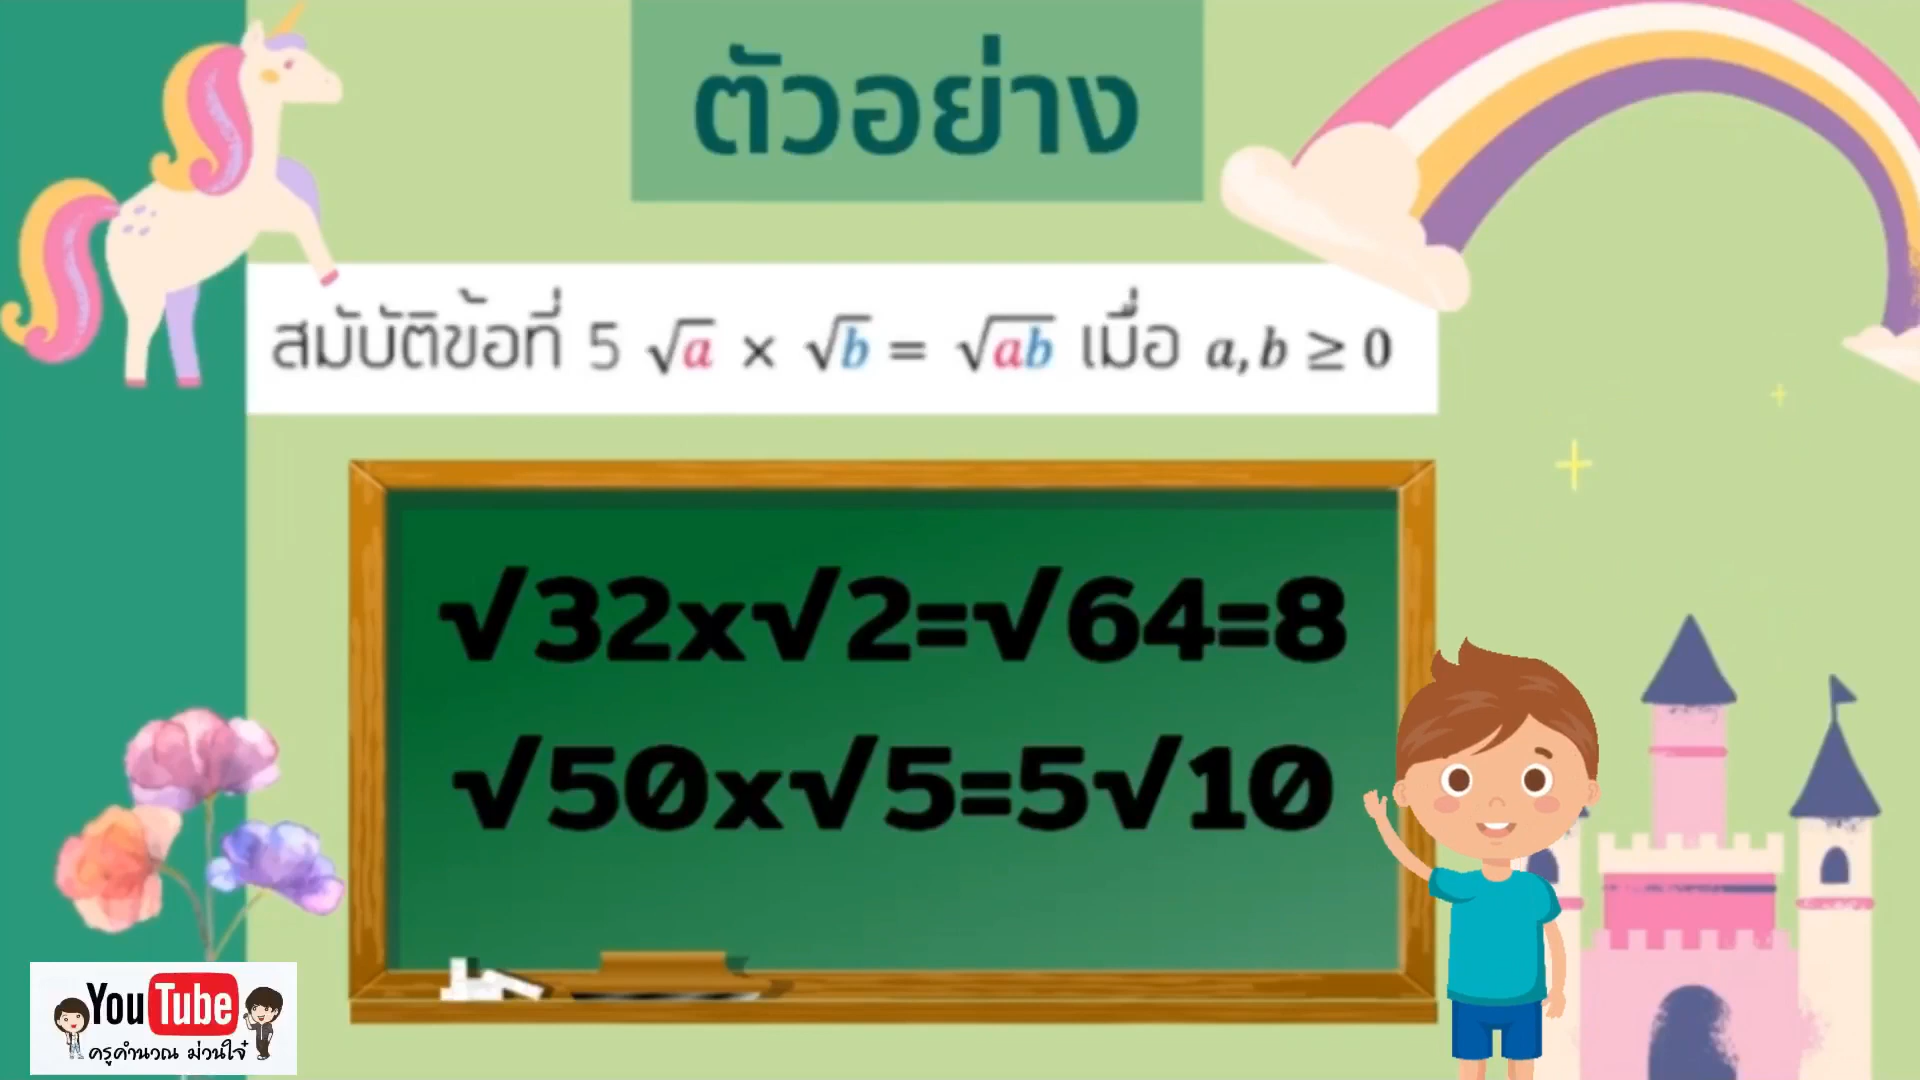 ตัวอย่าง
สมบัติข้อที่ 5 √a × √b = √ab เมื่อ a, b ≥ 0
√32x√2=√64=8
√50x√5=5√10
YouTube
ครูคำนวณ ม่วนใจ๋